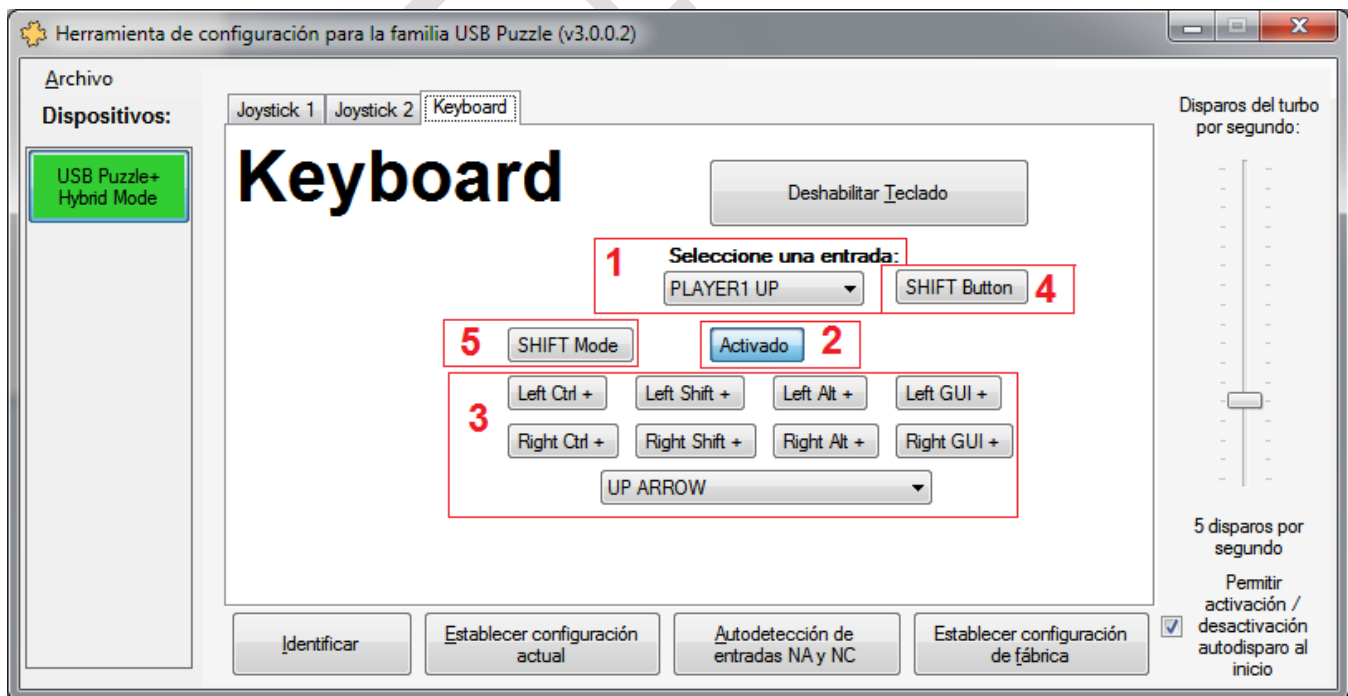 Herramienta de configuración para la familia USB Puzzle (v3.0.0.2)
Archivo
Dispositivos:
USB Puzzle+
Hybrid Mode
Joystick 1
Joystick 2
Keyboard
Keyboard
Deshabilitar Teclado
1
Seleccione una entrada:
PLAYER1 UP
SHIFT Button
4
5
SHIFT Mode
Activado
2
3
Left Ctrl +
Left Shift +
Left Alt +
Left GUI +
Right Ctrl +
Right Shift +
Right Alt +
Right GUI +
UP ARROW
Identificar
Establecer configuración
actual
Autodetección de
entradas NA y NC
Establecer configuración
de fábrica
Disparos del turbo
por segundo:
5 disparos por
segundo
Permitir
activación /
desactivación
autodisparo al
inicio